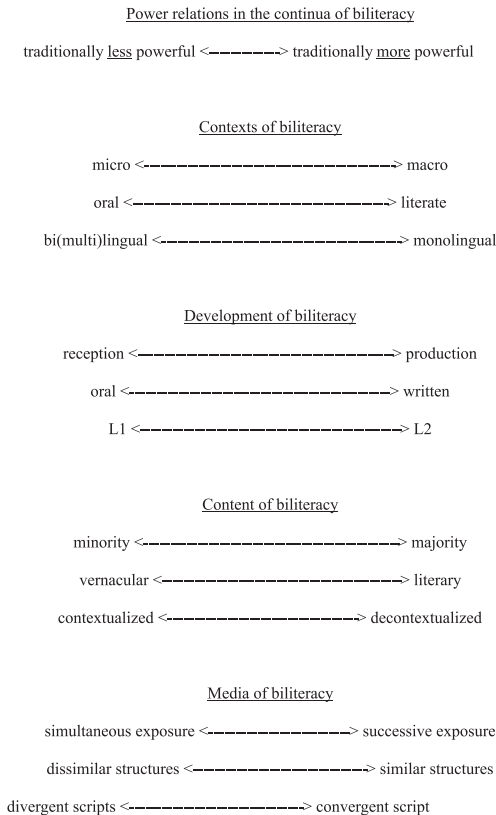 Power relations in the continua of biliteracy
traditionally less powerful <------> traditionally more powerful
Contexts of biliteracy
micro <----------------------> macro
oral <----------------------> literate
bi(multi)lingual <---------------------> monolingual
Development of biliteracy
reception <----------------------> production
oral <-----------------------> written
L1 <-----------------------> L2
Content of biliteracy
minority <----------------------> majority
vernacular <---------------------> literary
contextualized <-----------------> decontextualized
Media of biliteracy
simultaneous exposure <------------> successive exposure
dissimilar structures <---------------> similar structures
divergent scripts <---------------> convergent script